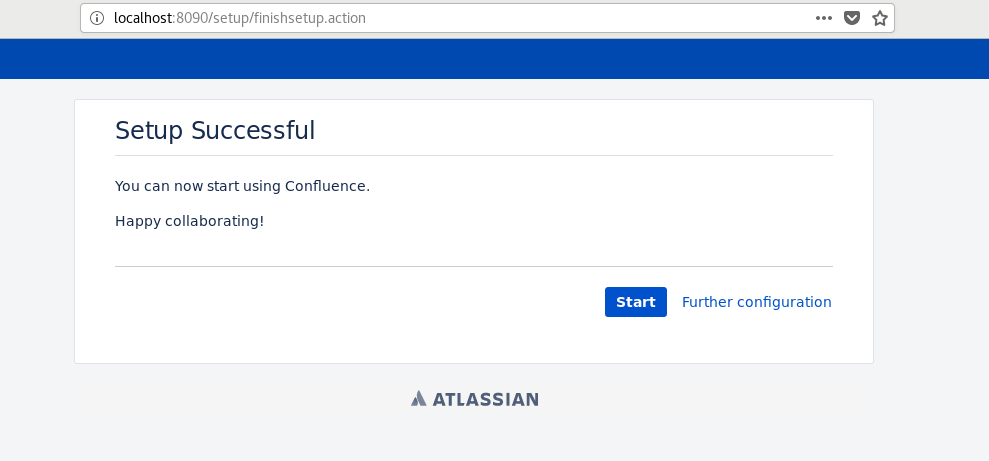 localhost:8090/setup/finishsetup.action
Setup Successful
You can now start using Confluence.
Happy collaborating!
Start Further configuration
ATLASSIAN